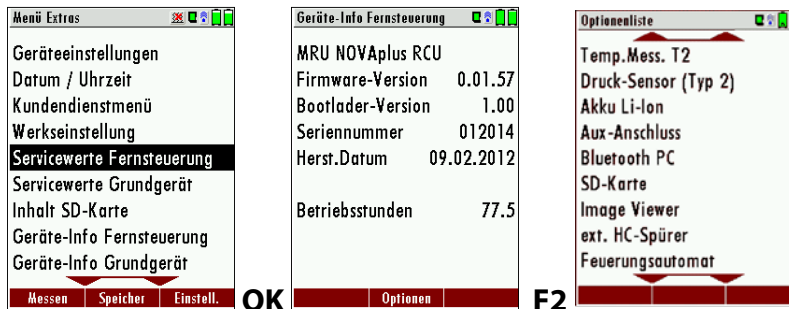 Menü Extras
Geräteeinstellungen
Datum / Uhrzeit
Kundendienstmenü
Werkseinstellung
Servicewerte Fernsteuerung
Servicewerte Grundgerät
Inhalt SD-Karte
Geräte-Info Fernsteuerung
Geräte-Info Grundgerät
Messen Speicher Einstell.
OK
Geräte-Info Fernsteuerung
MRU NOVAplus RCU
Firmware-Version 0.01.57
Bootlader-Version 1.00
Seriennummer 012014
Herst.Datum 09.02.2012
Betriebsstunden 77.5
Optionen
F2
Optionenliste
Temp.Mess. T2
Druck-Sensor (Typ 2)
Akku Li-Ion
Aux-Anschluss
Bluetooth PC
SD-Karte
Image Viewer
ext. HC-Spürer
Feuerungsautomat